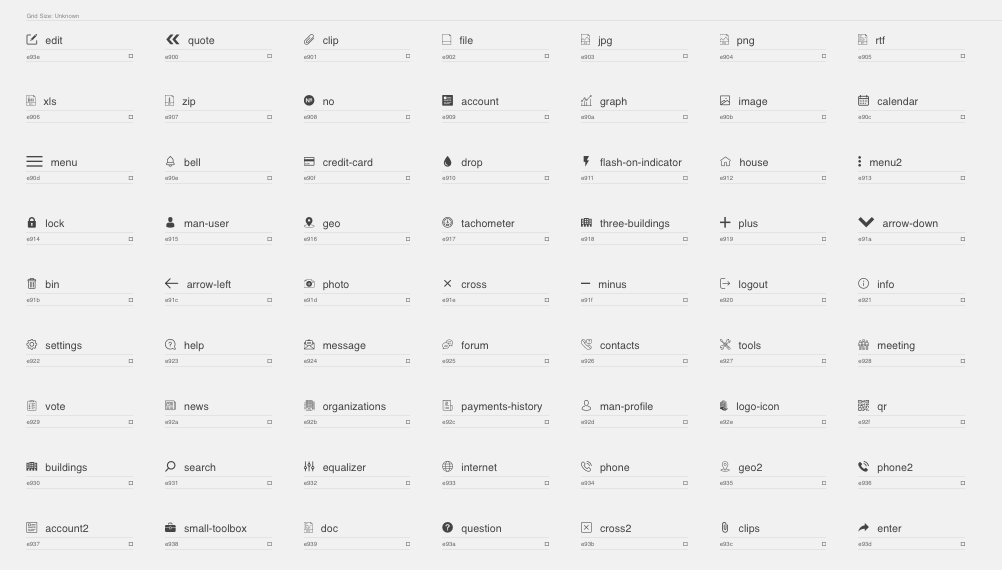 Grid Size: Unknown
edit quote clip file jpg png rtf
e93e e900 e901 e902 e903 e904 e905
xls zip no account graph image calendar
e906 e907 e908 e909 e90a e90b e90c
menu bell credit-card drop flash-on-indicator house menu2
e90d e90e e90f e910 e911 e912 e913
lock man-user geo tachometer three-buildings plus arrow-down
e914 e915 e916 e917 e918 e919 e91a
bin arrow-left photo cross minus logout info
e91b e91c e91d e91e e91f e920 e921
settings help message forum contacts tools meeting
e922 e923 e924 e925 e926 e927 e928
vote news organizations payments-history man-profile logo-icon qr
e929 e92a e92b e92c e92d e92e e92f
buildings search equalizer internet phone geo2 phone2
e930 e931 e932 e933 e934 e935 e936
account2 small-toolbox doc question cross2 clips enter
e937 e938 e939 e93a e93b e93c e93d